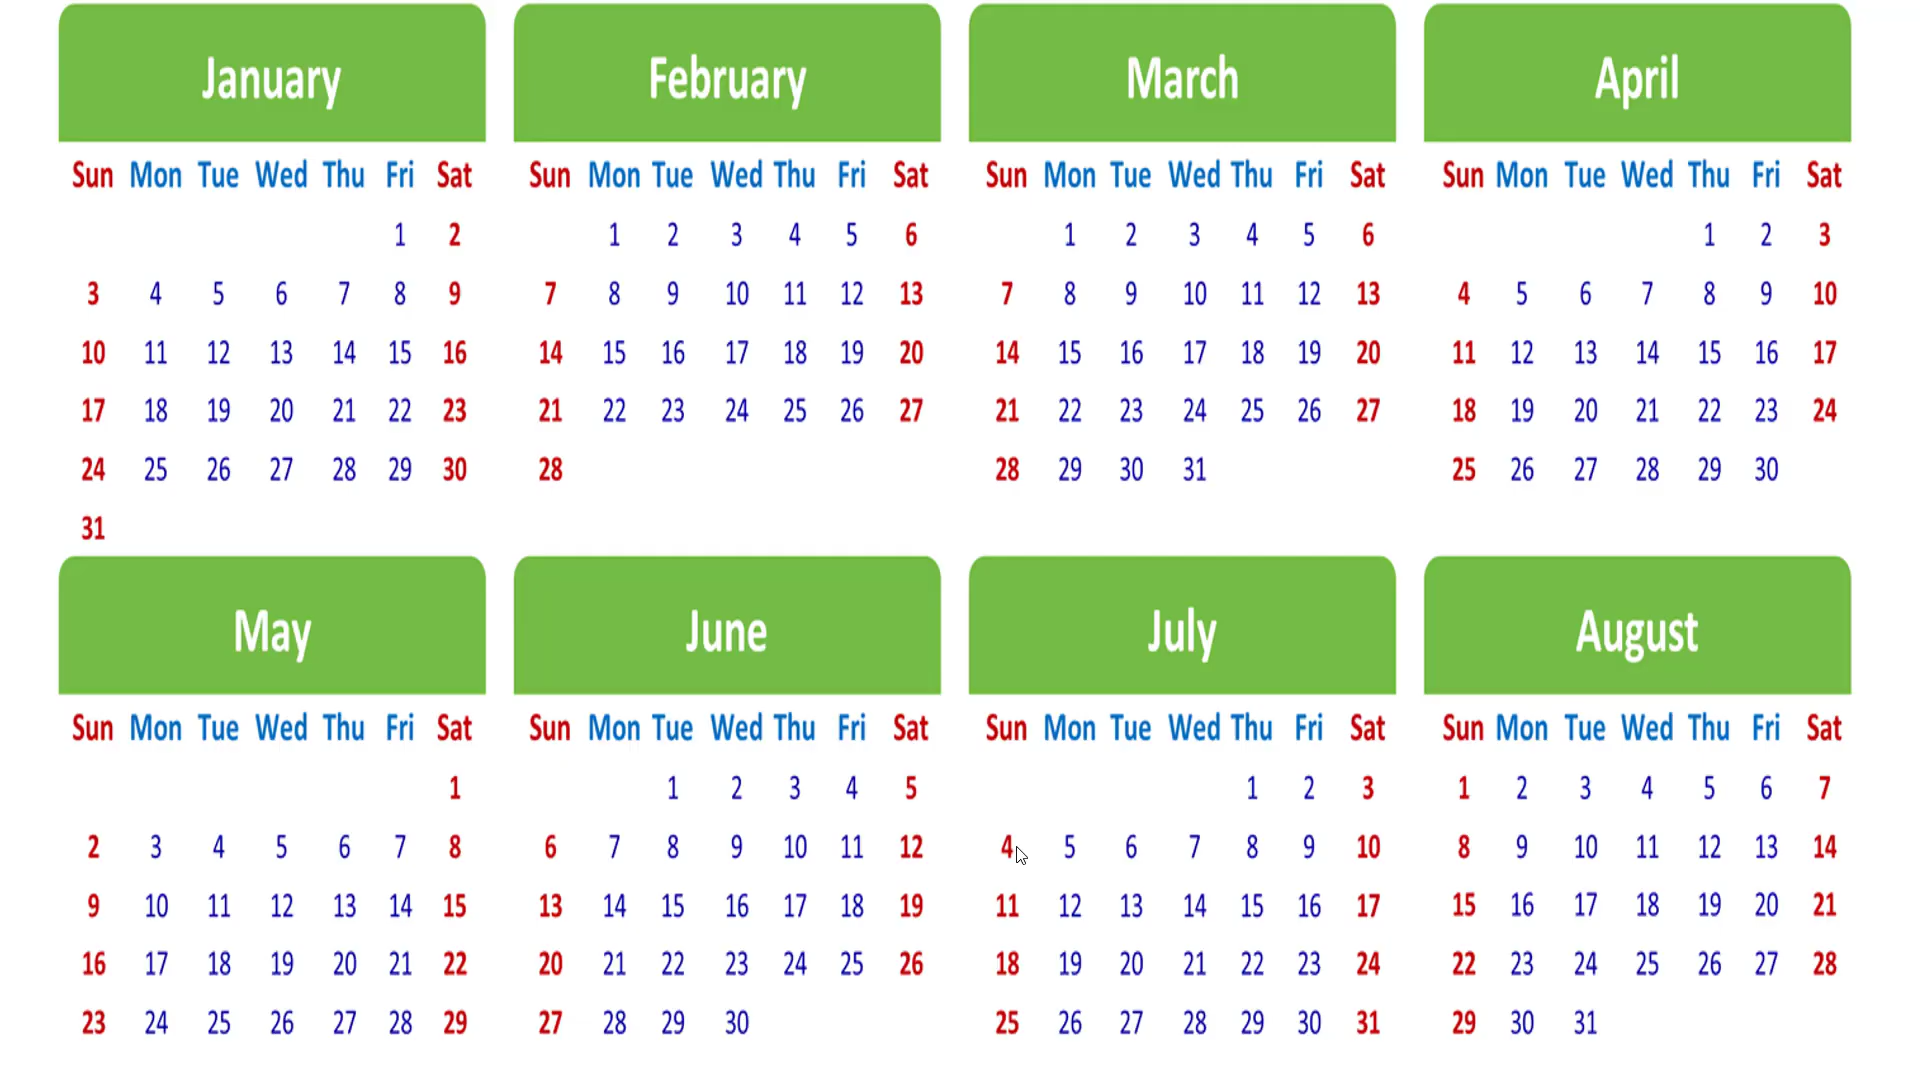 January
Sun Mon Tue Wed Thu Fri Sat
1 2
3 4 5 6 7 8 9
10 11 12 13 14 15 16
17 18 19 20 21 22 23
24 25 26 27 28 29 30
31
February
Sun Mon Tue Wed Thu Fri Sat
1 2 3 4 5 6
7 8 9 10 11 12 13
14 15 16 17 18 19 20
21 22 23 24 25 26 27
28
March
Sun Mon Tue Wed Thu Fri Sat
1 2 3 4 5 6
7 8 9 10 11 12 13
14 15 16 17 18 19 20
21 22 23 24 25 26 27
28 29 30 31
April
Sun Mon Tue Wed Thu Fri Sat
1 2 3
4 5 6 7 8 9 10
11 12 13 14 15 16 17
18 19 20 21 22 23 24
25 26 27 28 29 30
May
Sun Mon Tue Wed Thu Fri Sat
1
2 3 4 5 6 7 8
9 10 11 12 13 14 15
16 17 18 19 20 21 22
23 24 25 26 27 28 29
June
Sun Mon Tue Wed Thu Fri Sat
1 2 3 4 5
6 7 8 9 10 11 12
13 14 15 16 17 18 19
20 21 22 23 24 25 26
27 28 29 30
July
Sun Mon Tue Wed Thu Fri Sat
1 2 3
4 5 6 7 8 9 10
11 12 13 14 15 16 17
18 19 20 21 22 23 24
25 26 27 28 29 30 31
August
Sun Mon Tue Wed Thu Fri Sat
1 2 3 4 5 6 7
8 9 10 11 12 13 14
15 16 17 18 19 20 21
22 23 24 25 26 27 28
29 30 31